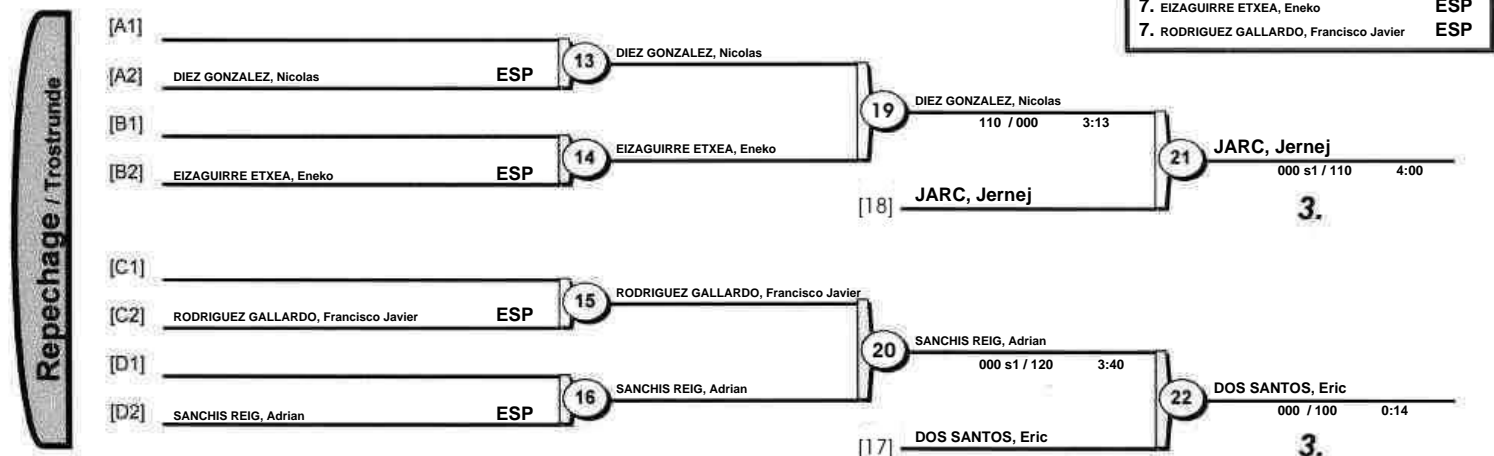 7. EIZAGUIRRE ETXEA, Eneko ESP
7. RODRIGUEZ GALLARDO, Francisco Javier ESP
Repechage / Trostrunde
[A1]
[A2] DIEZ GONZALEZ, Nicolas ESP
13 DIEZ GONZALEZ, Nicolas
[B1]
[B2] EIZAGUIRRE ETXEA, Eneko ESP
14 EIZAGUIRRE ETXEA, Eneko
19 DIEZ GONZALEZ, Nicolas
110 / 000 3:13
[18] JARC, Jernej
21 JARC, Jernej
000 s1 / 110 4:00
3.
[C1]
[C2] RODRIGUEZ GALLARDO, Francisco Javier ESP
15 RODRIGUEZ GALLARDO, Francisco Javier
[D1]
[D2] SANCHIS REIG, Adrian ESP
16 SANCHIS REIG, Adrian
20 SANCHIS REIG, Adrian
000 s1 / 120 3:40
[17] DOS SANTOS, Eric
22 DOS SANTOS, Eric
000 / 100 0:14
3.